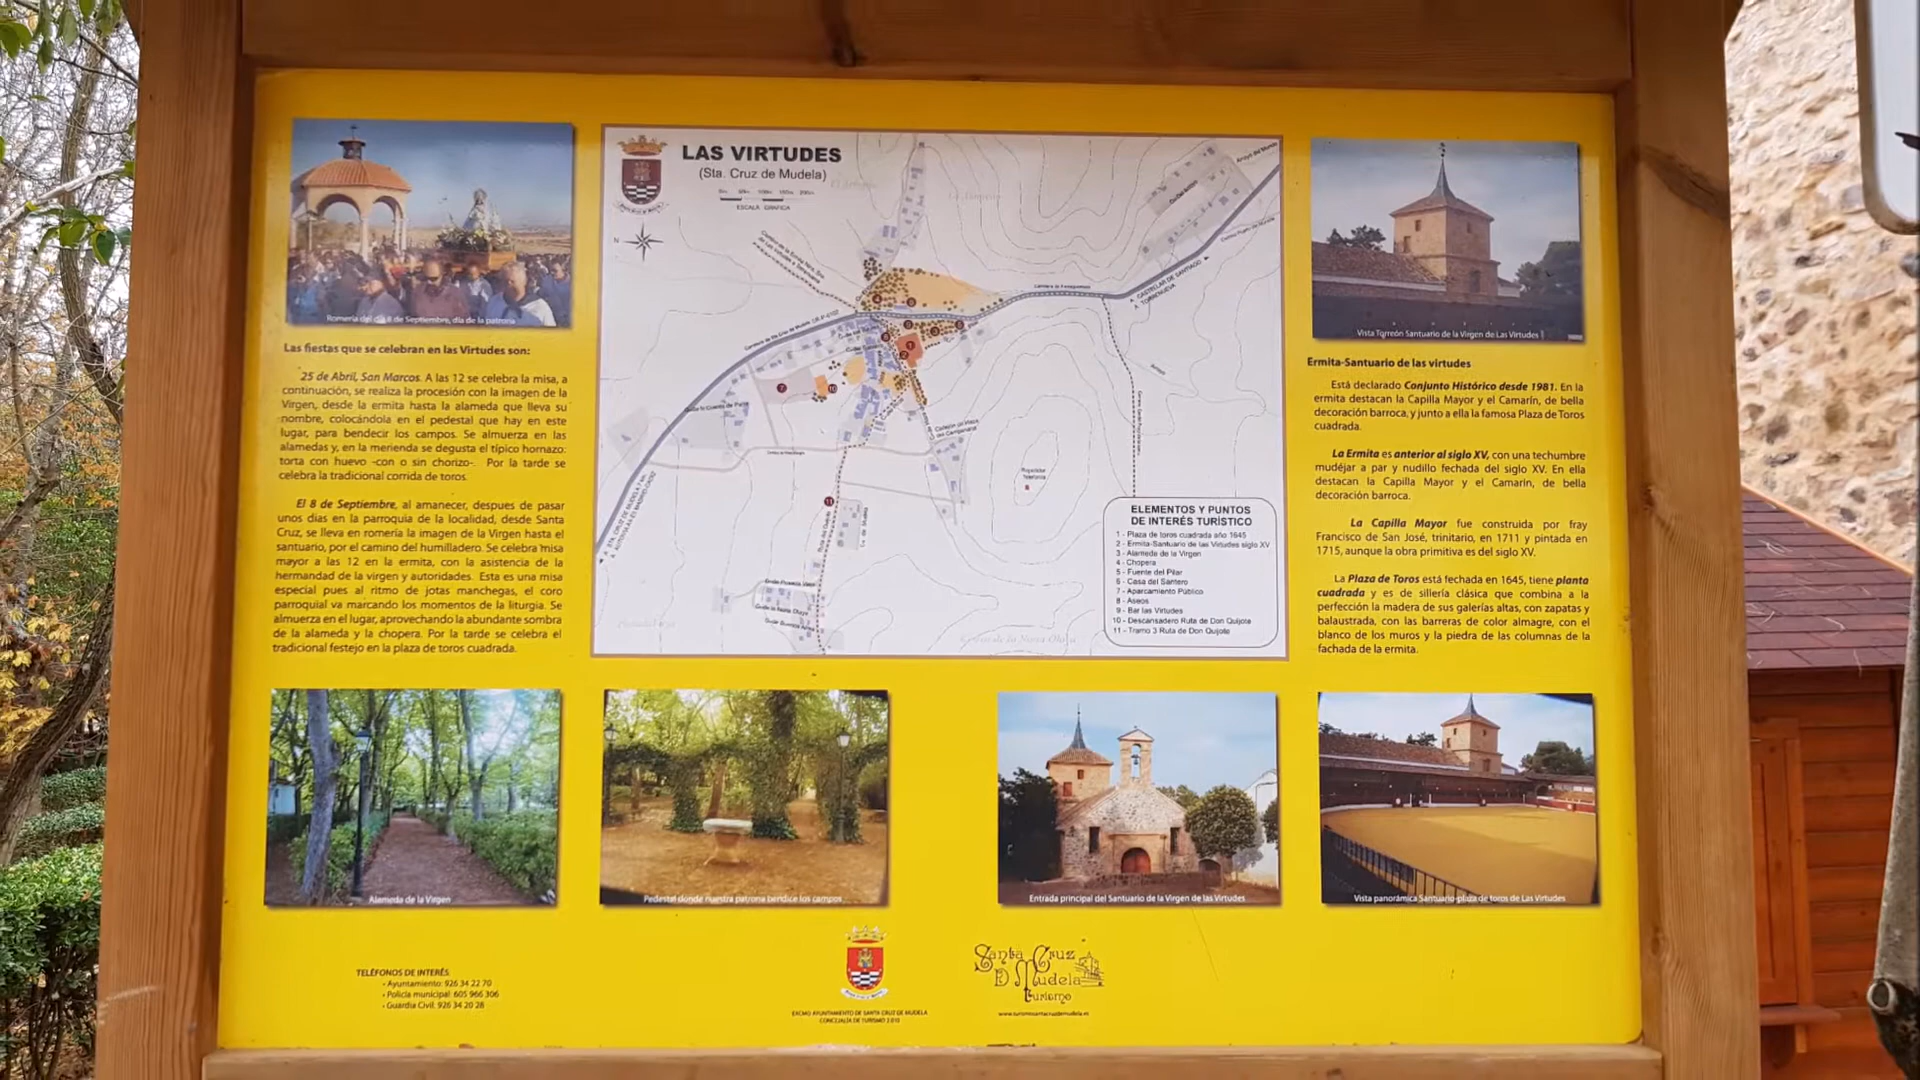 Romería del día 8 de Septiembre, día de la patrona
Las fiestas que se celebran en las Virtudes son:
25 de Abril, San Marcos. A las 12 se celebra la misa, a
continuación, se realiza la procesión con la imagen de la
Virgen, desde la ermita hasta la alameda que lleva su
nombre, colocándola en el pedestal que hay en este
lugar, para bendecir los campos. Se almuerza en las
alamedas y, en la merienda se degusta el típico hornazo:
torta con huevo -con o sin chorizo-. Por la tarde se
celebra la tradicional corrida de toros.
El 8 de Septiembre, al amanecer, despues de pasar
unos días en la parroquia de la localidad, desde Santa
Cruz, se lleva en romería la imagen de la Virgen hasta el
santuario, por el camino del humilladero. Se celebra misa
mayor a las 12 en la ermita, con la asistencia de la
hermandad de la virgen y autoridades. Esta es una misa
especial pues al ritmo de jotas manchegas, el coro
parroquial va marcando los momentos de la liturgia. Se
almuerza en el lugar, aprovechando la abundante sombra
de la alameda y la chopera. Por la tarde se celebra el
tradicional festejo en la plaza de toros cuadrada.
LAS VIRTUDES
(Sta. Cruz de Mudela)
ESCALA GRAFICA
N
A CASTELLAR DE SANTIAGO
A TORRENUEVA
ELEMENTOS Y PUNTOS
DE INTERÉS TURÍSTICO
1 - Plaza de toros cuadrada año 1645
2 - Ermita-Santuario de las Virtudes siglo XV
3 - Alameda de la Virgen
4 - Chopera
5 - Fuente del Pilar
6 - Casa del Santero
7 - Aparcamiento Público
8 - Aseos
9 - Bar las Virtudes
10 - Descansadero Ruta de Don Quijote
11 - Tramo 3 Ruta de Don Quijote
Vista Torreón Santuario de la Virgen de Las Virtudes
Ermita-Santuario de las virtudes
Está declarado Conjunto Histórico desde 1981. En la
ermita destacan la Capilla Mayor y el Camarín, de bella
decoración barroca, y junto a ella la famosa Plaza de Toros
cuadrada.
La Ermita es anterior al siglo XV, con una techumbre
mudéjar a par y nudillo fechada del siglo XV. En ella
destacan la Capilla Mayor y el Camarín, de bella
decoración barroca.
La Capilla Mayor fue construida por fray
Francisco de San José, trinitario, en 1711 y pintada en
1715, aunque la obra primitiva es del siglo XV.
La Plaza de Toros está fechada en 1645, tiene planta
cuadrada y es de sillería clásica que combina a la
perfección la madera de sus galerías altas, con zapatas y
balaustrada, con las barreras de color almagre, con el
blanco de los muros y la piedra de las columnas de la
fachada de la ermita.
Alameda de la Virgen
Pedestal donde nuestra patrona bendice los campos
Entrada principal del Santuario de la Virgen de las Virtudes
Vista panorámica Santuario-plaza de toros de Las Virtudes
TELÉFONOS DE INTERÉS
- Ayuntamiento: 926 34 22 70
- Policía municipal: 605 966 306
- Guardia Civil: 926 34 20 28
EXCMO AYUNTAMIENTO DE SANTA CRUZ DE MUDELA
CONCEJALÍA DE TURISMO 2.010
Santa Cruz
D Mudela
turismo
www.turismosantacruzdemudela.es